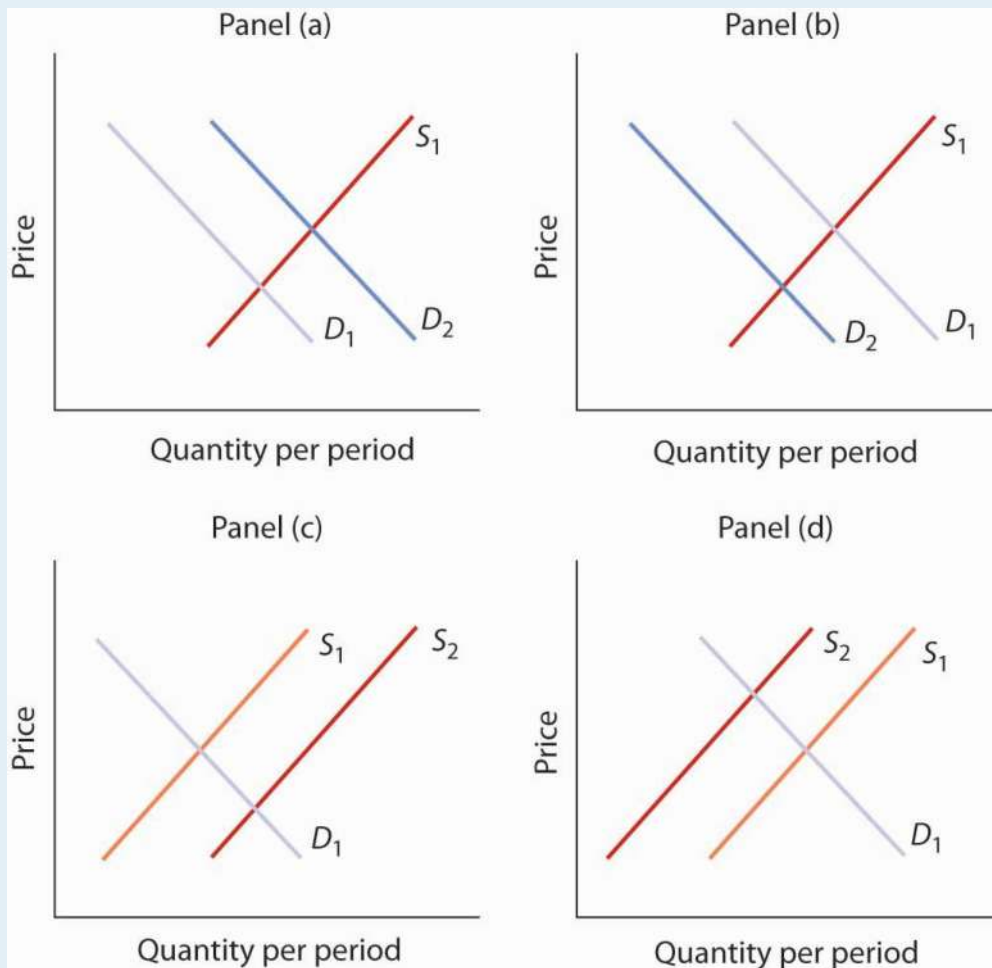 Panel (a)
Price
S₁
D₁
D₂
Quantity per period
Panel (b)
Price
S₁
D₂
D₁
Quantity per period
Panel (c)
Price
S₁
S₂
D₁
Quantity per period
Panel (d)
Price
S₂
S₁
D₁
Quantity per period